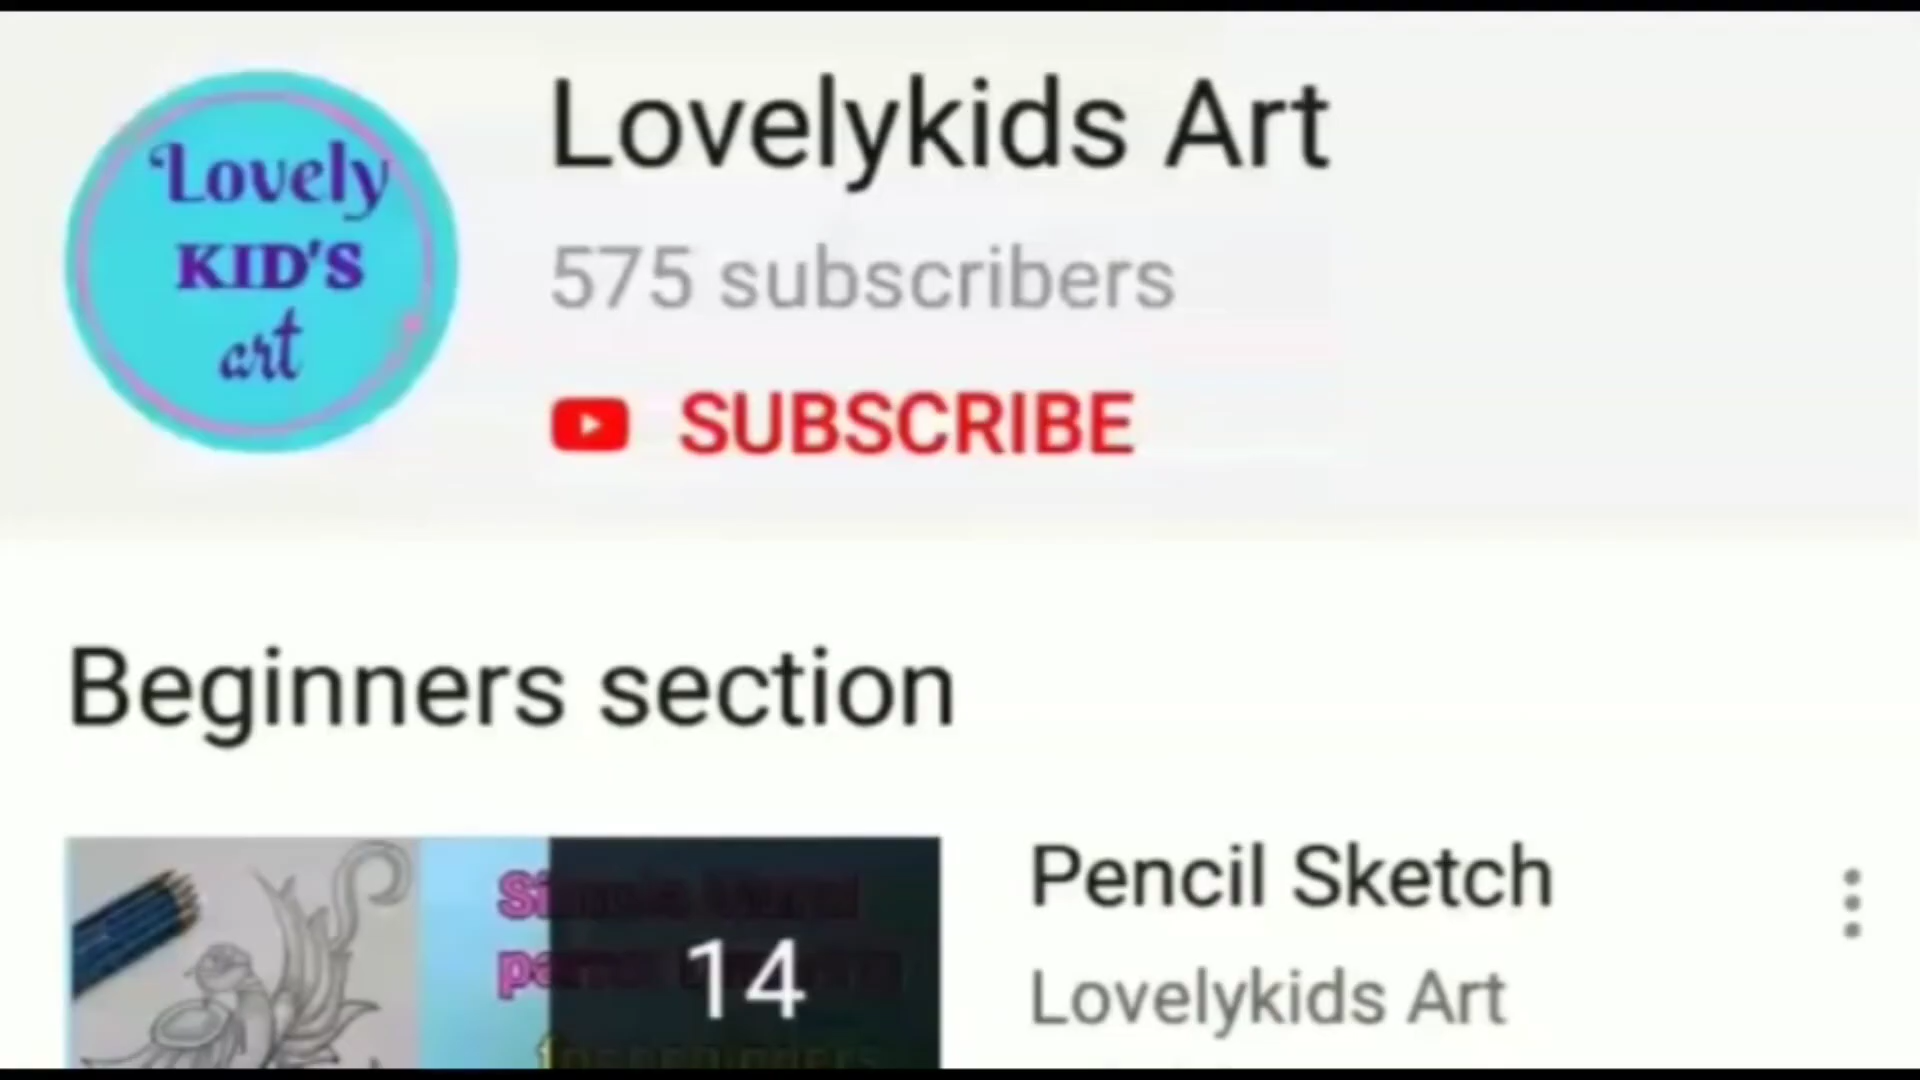 Lovely
KID'S
art
Lovelykids Art
575 subscribers
SUBSCRIBE
Beginners section
14
Pencil Sketch
Lovelykids Art